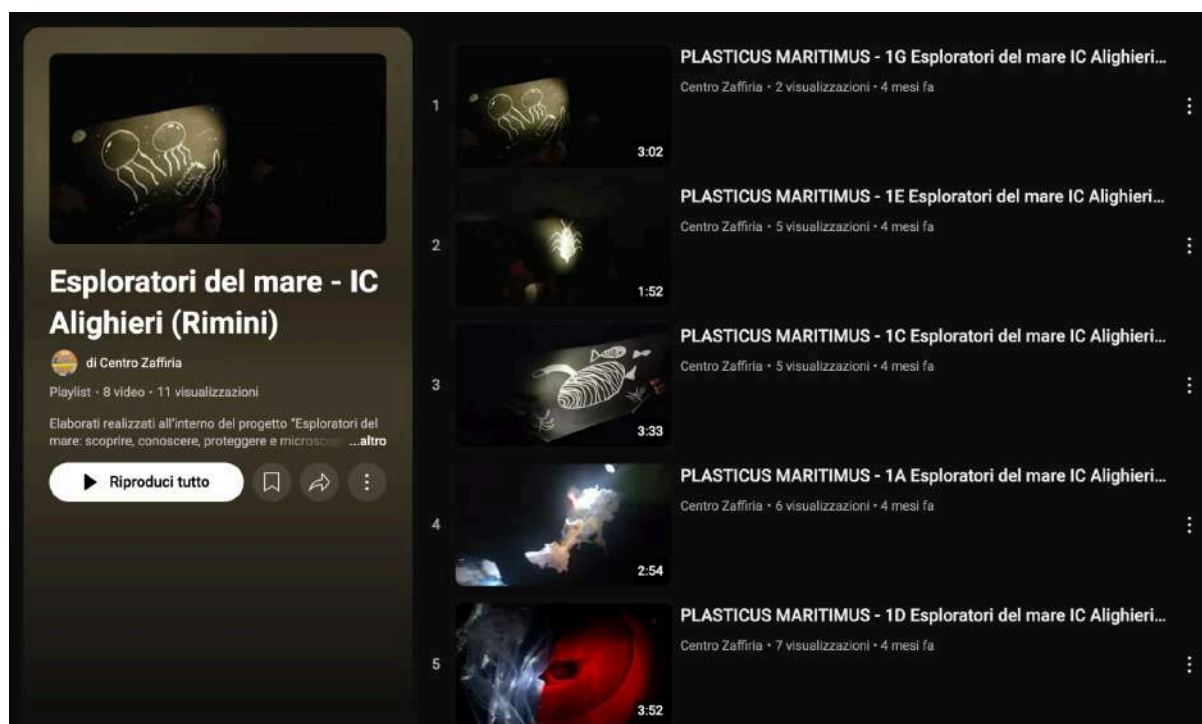 Esploratori del mare - IC
Alighieri (Rimini)
di Centro Zaffiria
Playlist • 8 video • 11 visualizzazioni
Elaborati realizzati all'interno del progetto "Esploratori del
mare: scoprire, conoscere, proteggere e ...altro
Riproduci tutto
1
3:02
PLASTICUS MARITIMUS - 1G Esploratori del mare IC Alighieri...
Centro Zaffiria • 2 visualizzazioni • 4 mesi fa
2
1:52
PLASTICUS MARITIMUS - 1E Esploratori del mare IC Alighieri...
Centro Zaffiria • 5 visualizzazioni • 4 mesi fa
3
3:33
PLASTICUS MARITIMUS - 1C Esploratori del mare IC Alighieri...
Centro Zaffiria • 5 visualizzazioni • 4 mesi fa
4
2:54
PLASTICUS MARITIMUS - 1A Esploratori del mare IC Alighieri...
Centro Zaffiria • 6 visualizzazioni • 4 mesi fa
5
3:52
PLASTICUS MARITIMUS - 1D Esploratori del mare IC Alighieri...
Centro Zaffiria • 7 visualizzazioni • 4 mesi fa